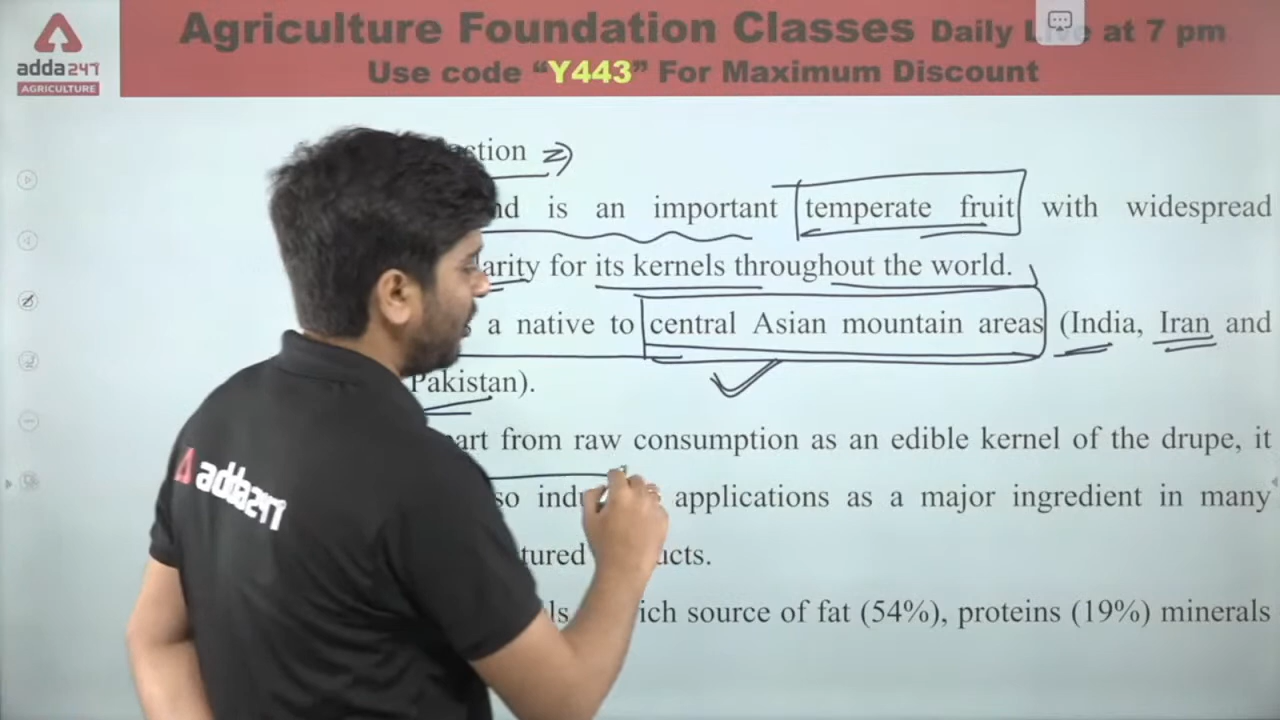 Agriculture Foundation Classes Daily Live at 7 pm
Use code “Y443” For Maximum Discount
adda247
AGRICULTURE
is an important temperate fruit with widespread
for its kernels throughout the world.
a native to central Asian mountain areas (India, Iran and
Pakistan).
from raw consumption as an edible kernel of the drupe, it
applications as a major ingredient in many
source of fat (54%), proteins (19%) minerals
adda247